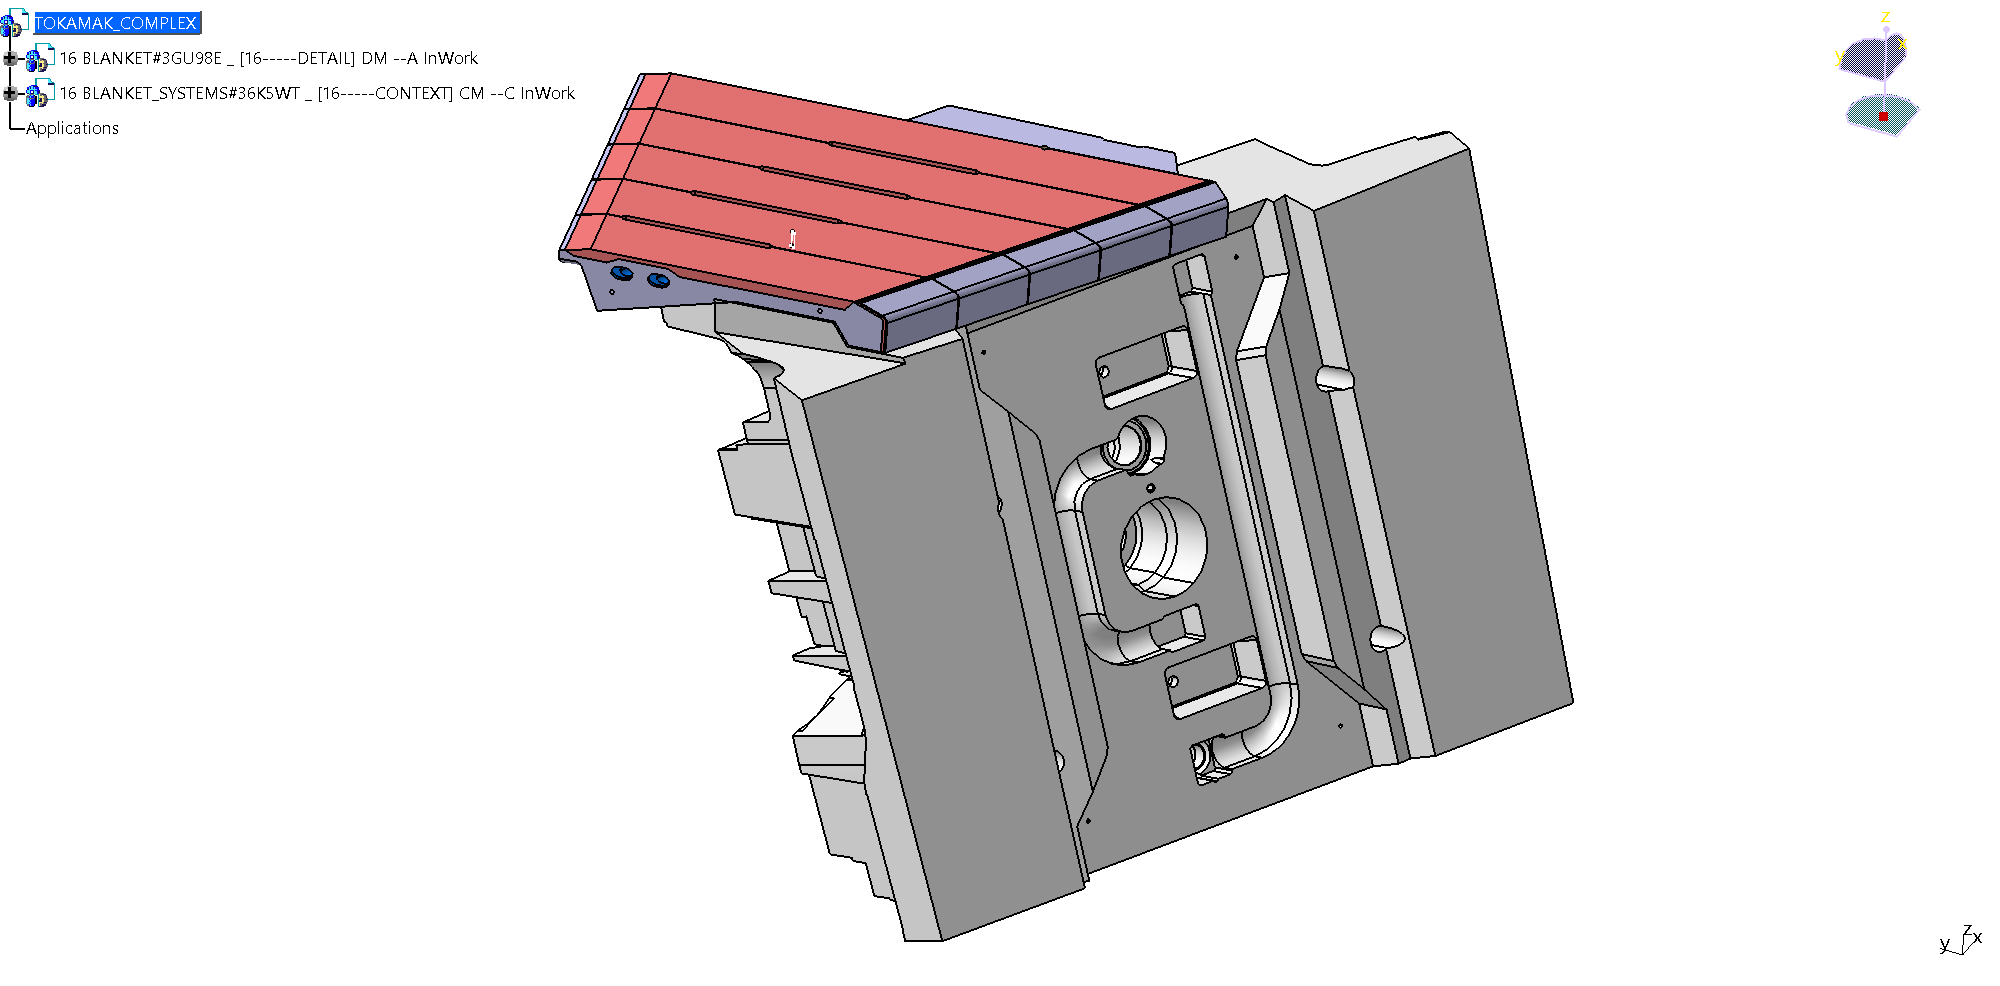 TOKAMAK_COMPLEX
16 BLANKET#3GU98E _ [16-----DETAIL] DM --A InWork
16 BLANKET_SYSTEMS#36K5WT _ [16-----CONTEXT] CM --C InWork
Applications
z
y x
z
y x